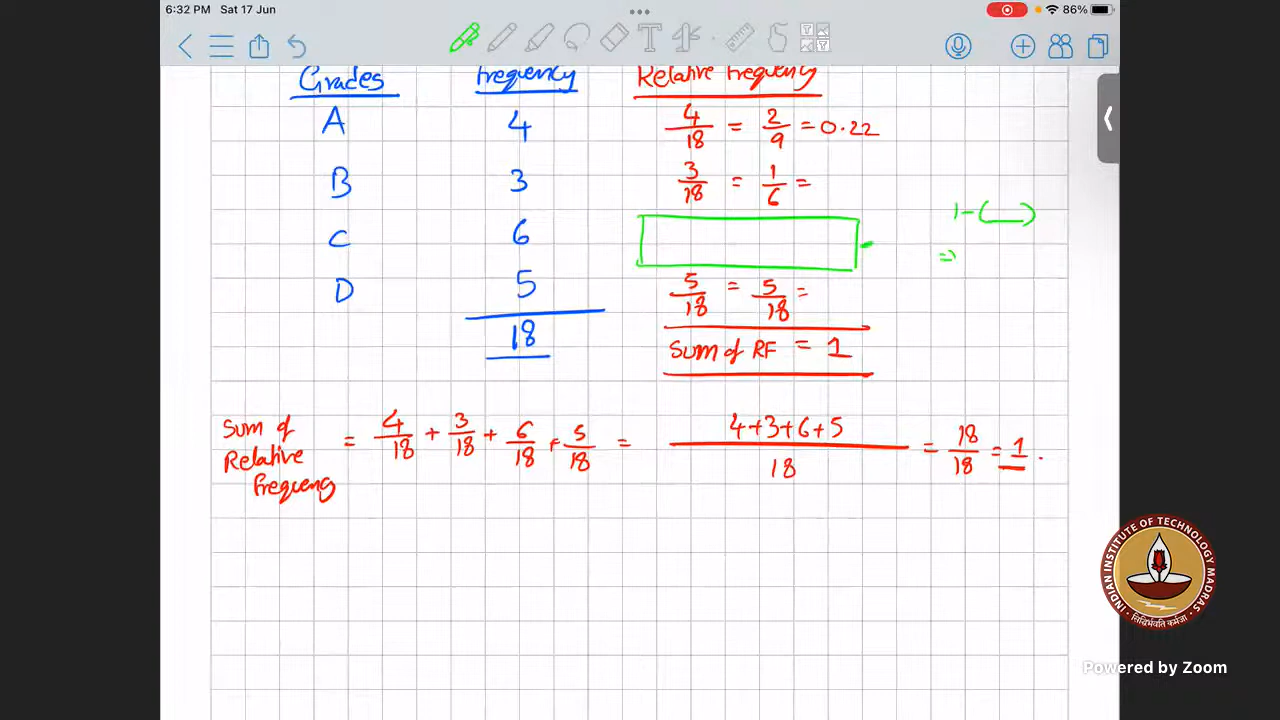 6:32 PM Sat 17 Jun
86%
Grades Frequency Relative Frequency
A 4 4/18 = 2/9 = 0.22
B 3 3/18 = 1/6 =
1-( )
C 6
=>
D 5 5/18 = 5/18 =
18
Sum of RF = 1
Sum of Relative Frequency = 4/18 + 3/18 + 6/18 + 5/18 = 4+3+6+5/18 = 18/18 = 1.
INDIAN INSTITUTE OF TECHNOLOGY MADRAS
सिद्धिर्भवति कर्मजा
Powered by Zoom